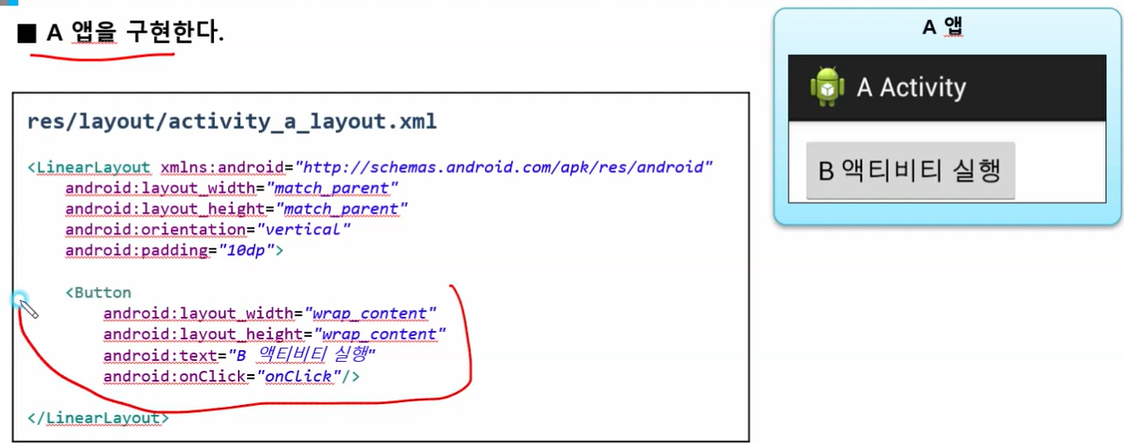 ■ A 앱을 구현한다.
res/layout/activity_a_layout.xml
<LinearLayout xmlns:android="http://schemas.android.com/apk/res/android"
android:layout_width="match_parent"
android:layout_height="match_parent"
android:orientation="vertical"
android:padding="10dp">
<Button
android:layout_width="wrap_content"
android:layout_height="wrap_content"
android:text="B 액티비티 실행"
android:onClick="onClick"/>
</LinearLayout>
A 앱
A Activity
B 액티비티 실행